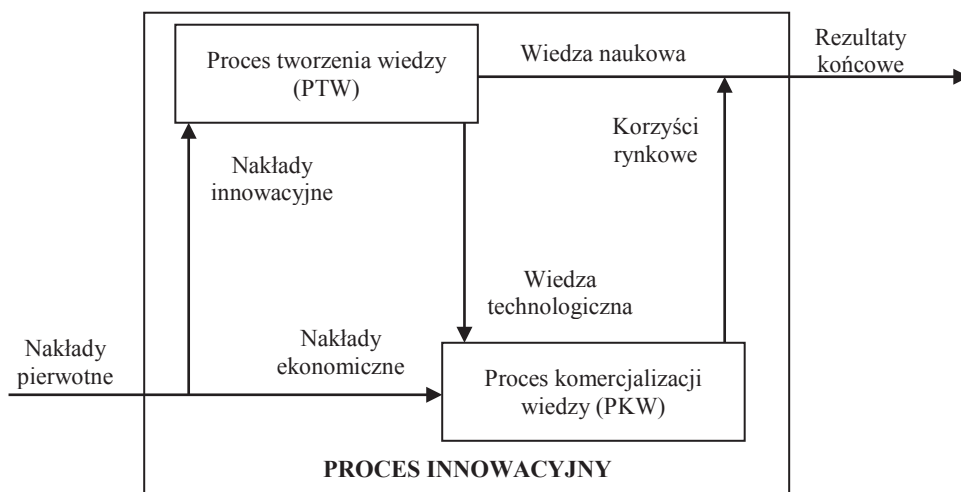 Proces tworzenia wiedzy
(PTW)
Wiedza naukowa
Rezultaty
końcowe
Nakłady
innowacyjne
Korzyści
rynkowe
Wiedza
technologiczna
Nakłady
pierwotne
Nakłady
ekonomiczne
Proces komercjalizacji
wiedzy (PKW)
PROCES INNOWACYJNY